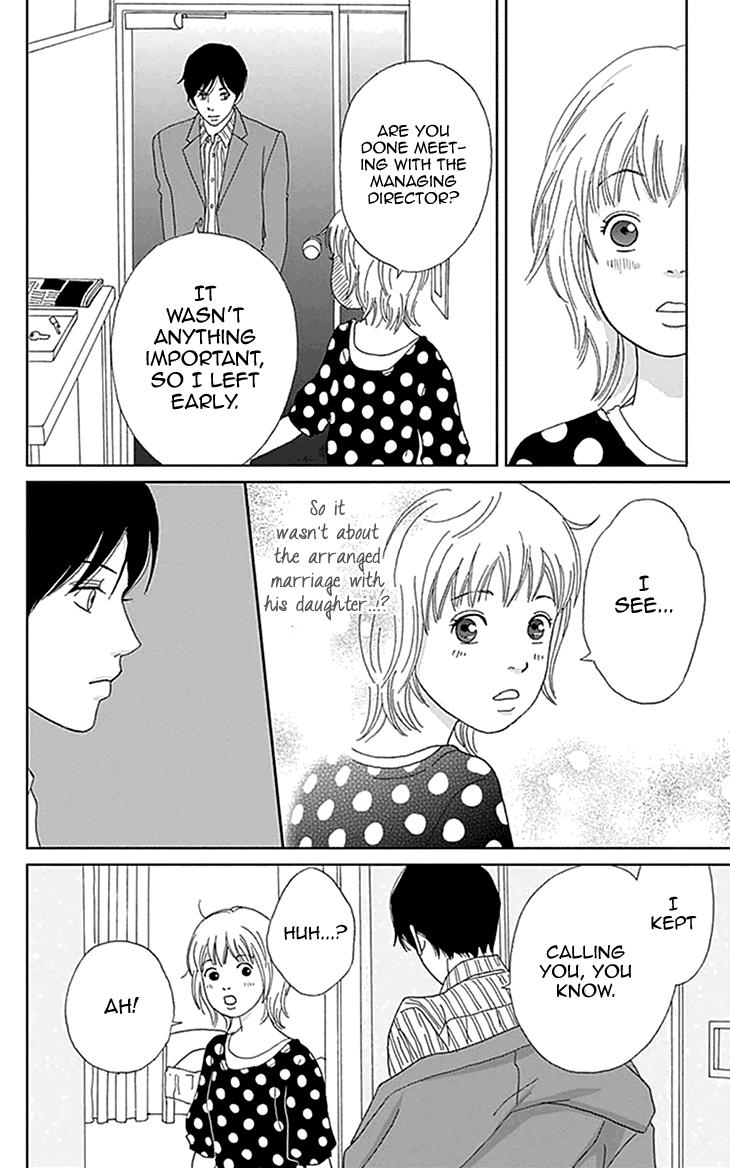 ARE YOU
DONE MEET-
ING WITH THE
MANAGING
DIRECTOR?
IT
WASN'T
ANYTHING
IMPORTANT,
SO I LEFT
EARLY.
So it
wasn't about
the arranged
marriage with
his daughter...?
I
SEE...
I
KEPT
CALLING
YOU, YOU
KNOW.
HUH...?
AH!